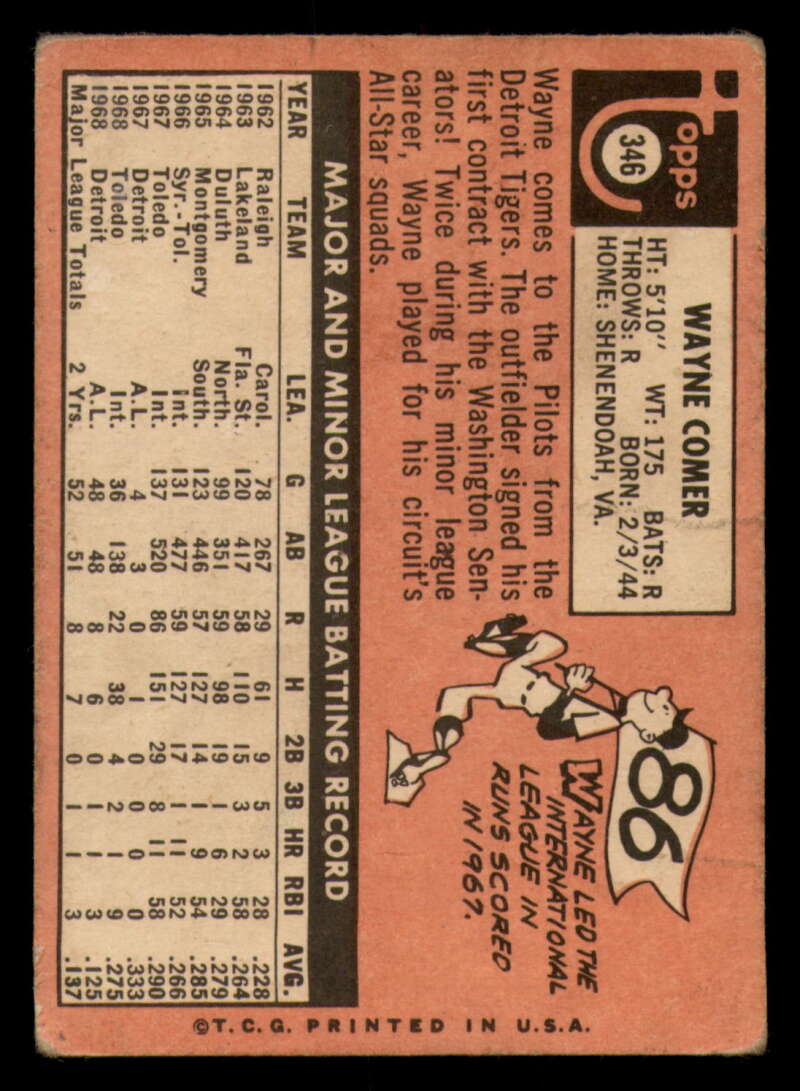 Topps
346
WAYNE COMER
HT: 5'10" WT: 175 BATS: R
THROWS: R BORN: 2/3/44
HOME: SHENENDOAH, VA.
Wayne comes to the Pilots from the
Detroit Tigers. The outfielder signed his
first contract with the Washington Sen-
ators! Twice during his minor league
career, Wayne played for his circuit's
All-Star squads.
86
WAYNE LED THE
INTERNATIONAL
LEAGUE IN
RUNS SCORED
IN 1967.
MAJOR AND MINOR LEAGUE BATTING RECORD
YEAR TEAM LEA. G AB R H 2B 3B HR RBI AVG.
1962 Raleigh Carol. 78 267 29 61 9 5 3 28 .228
1963 Lakeland Fla. St. 120 417 58 110 15 3 2 58 .264
1964 Duluth North. 99 351 59 98 19 1 6 29 .279
1965 Montgomery South. 123 446 57 127 14 1 9 54 .285
1966 Syr.-Tol. Int. 131 477 59 127 17 1 11 52 .266
1967 Toledo Int. 137 520 86 151 29 8 11 58 .290
1967 Detroit A.L. 4 3 0 1 0 0 0 0 .333
1968 Toledo Int. 36 138 22 38 4 2 1 9 .275
1968 Detroit A.L. 48 48 8 6 0 1 1 3 .125
Major League Totals 2 Yrs. 52 51 8 7 0 1 1 3 .137
©T.C.G. PRINTED IN U.S.A.